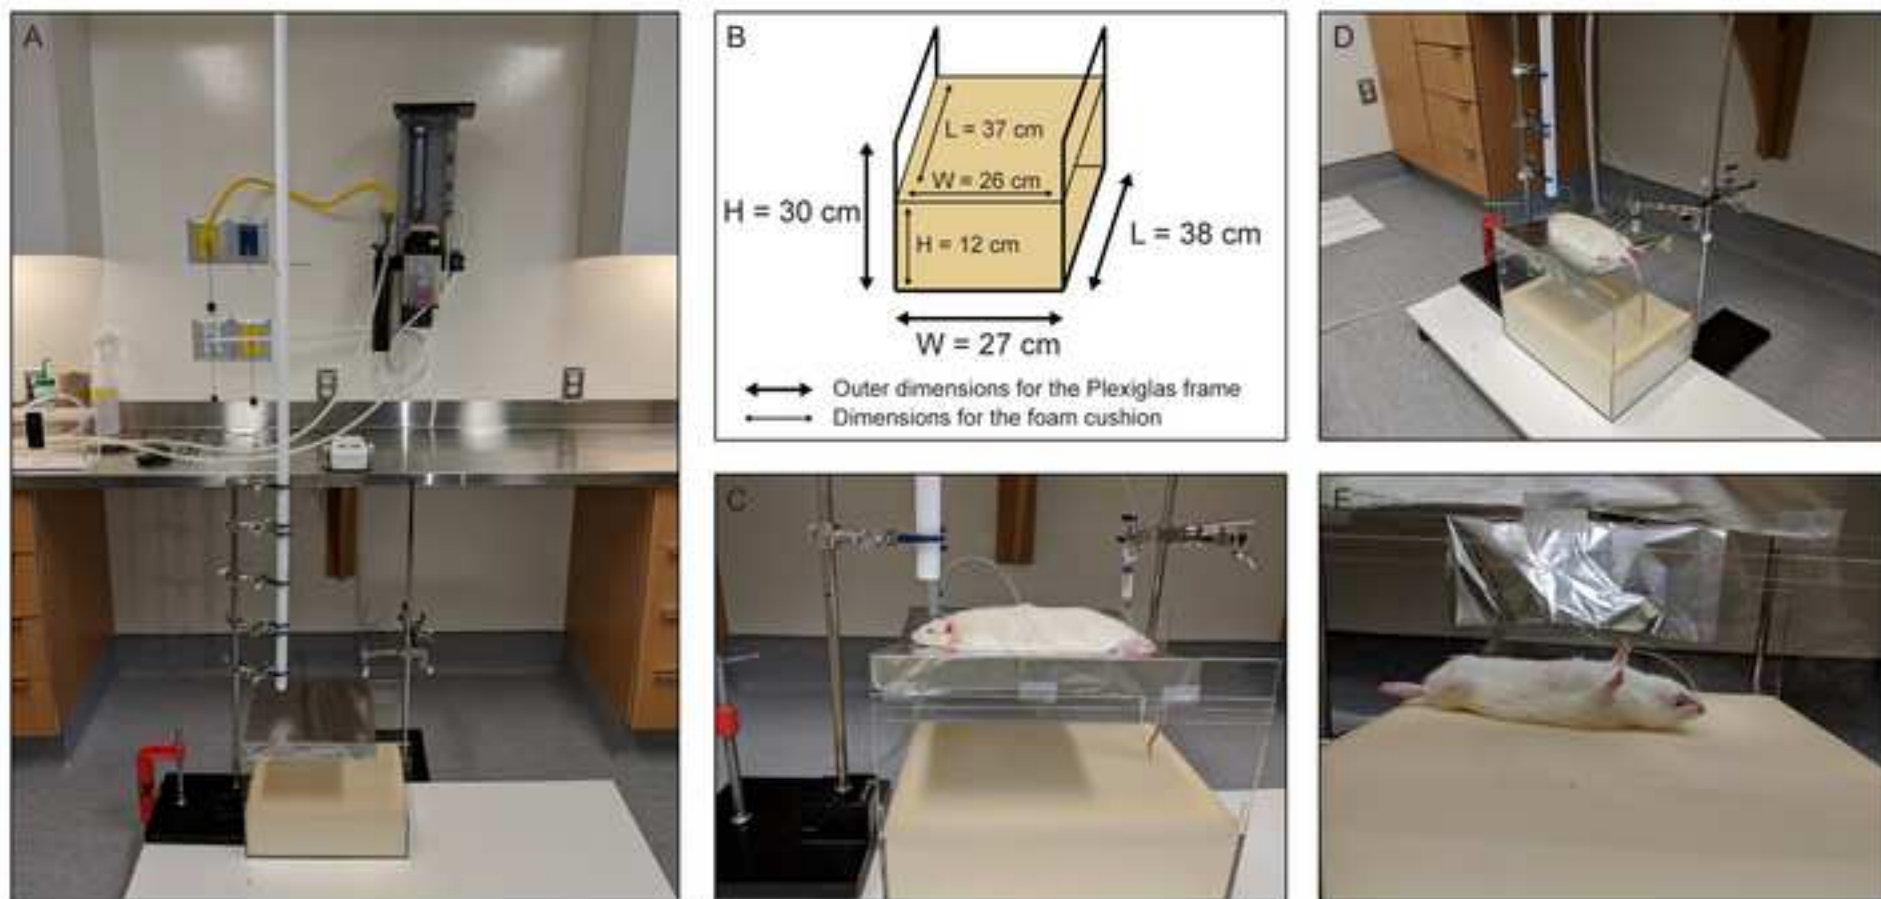 A
B
L = 37 cm
W = 26 cm
H = 30 cm
H = 12 cm
L = 38 cm
W = 27 cm
Outer dimensions for the Plexiglas frame
Dimensions for the foam cushion
C
D
E